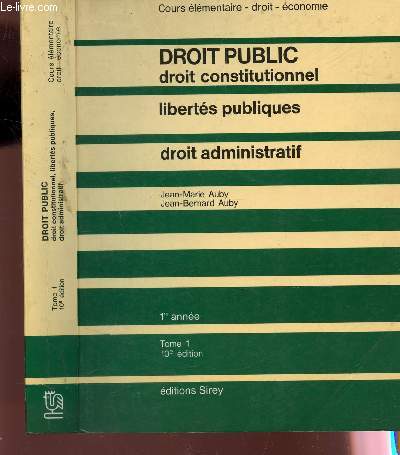 Cours élémentaire - droit - économie
DROIT PUBLIC
droit constitutionnel
libertés publiques
droit administratif
Jean-Marie Auby
Jean-Bernard Auby
1re année
Tome 1
10e édition
éditions Sirey
Cours élémentaire
droit - économie
DROIT PUBLIC
droit constitutionnel, libertés publiques,
droit administratif
Tome 1
10e édition
© Le-livre.com